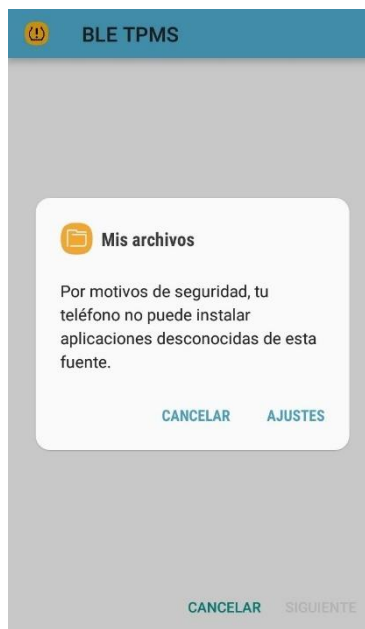 BLE TPMS
Mis archivos
Por motivos de seguridad, tu
teléfono no puede instalar
aplicaciones desconocidas de esta
fuente.
CANCELAR AJUSTES
CANCELAR SIGUIENTE